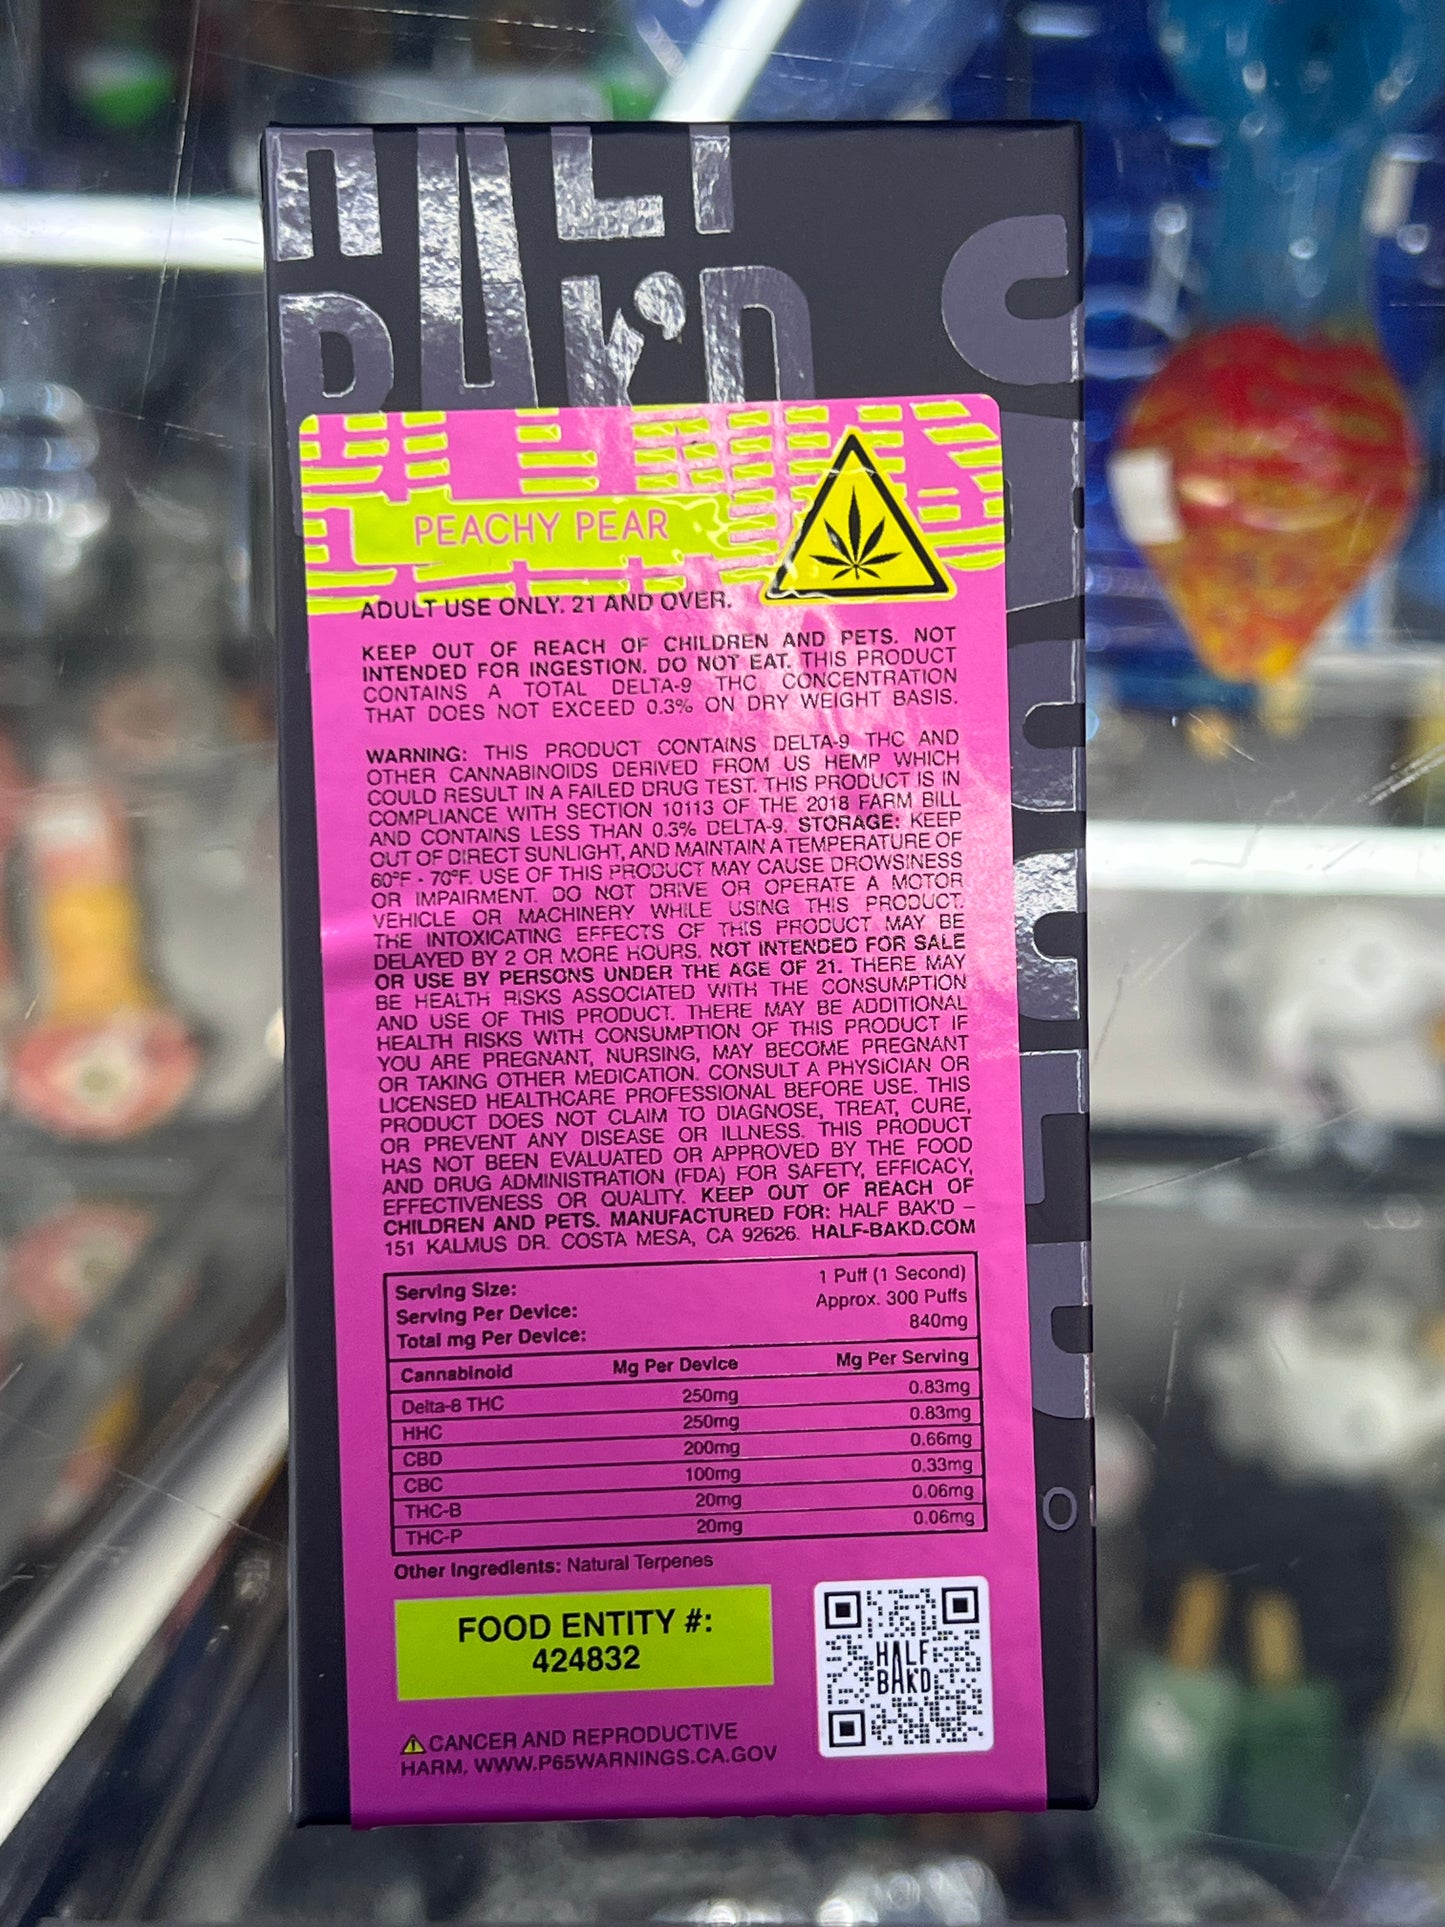 HALF
BAK'D
PEACHY PEAR
ADULT USE ONLY. 21 AND OVER.
KEEP OUT OF REACH OF CHILDREN AND PETS. NOT
INTENDED FOR INGESTION. DO NOT EAT. THIS PRODUCT
CONTAINS A TOTAL DELTA-9 THC CONCENTRATION
THAT DOES NOT EXCEED 0.3% ON DRY WEIGHT BASIS.
WARNING: THIS PRODUCT CONTAINS DELTA-9 THC AND
OTHER CANNABINOIDS DERIVED FROM US HEMP WHICH
COULD RESULT IN A FAILED DRUG TEST. THIS PRODUCT IS IN
COMPLIANCE WITH SECTION 10113 OF THE 2018 FARM BILL
AND CONTAINS LESS THAN 0.3% DELTA-9. STORAGE: KEEP
OUT OF DIRECT SUNLIGHT, AND MAINTAIN A TEMPERATURE OF
60°F - 70°F. USE OF THIS PRODUCT MAY CAUSE DROWSINESS
OR IMPAIRMENT. DO NOT DRIVE OR OPERATE A MOTOR
VEHICLE OR MACHINERY WHILE USING THIS PRODUCT.
THE INTOXICATING EFFECTS OF THIS PRODUCT MAY BE
DELAYED BY 2 OR MORE HOURS. NOT INTENDED FOR SALE
OR USE BY PERSONS UNDER THE AGE OF 21. THERE MAY
BE HEALTH RISKS ASSOCIATED WITH THE CONSUMPTION
AND USE OF THIS PRODUCT. THERE MAY BE ADDITIONAL
HEALTH RISKS WITH CONSUMPTION OF THIS PRODUCT IF
YOU ARE PREGNANT, NURSING, MAY BECOME PREGNANT
OR TAKING OTHER MEDICATION. CONSULT A PHYSICIAN OR
LICENSED HEALTHCARE PROFESSIONAL BEFORE USE. THIS
PRODUCT DOES NOT CLAIM TO DIAGNOSE, TREAT, CURE,
OR PREVENT ANY DISEASE OR ILLNESS. THIS PRODUCT
HAS NOT BEEN EVALUATED OR APPROVED BY THE FOOD
AND DRUG ADMINISTRATION (FDA) FOR SAFETY, EFFICACY,
EFFECTIVENESS OR QUALITY. KEEP OUT OF REACH OF
CHILDREN AND PETS. MANUFACTURED FOR: HALF BAK'D –
151 KALMUS DR. COSTA MESA, CA 92626. HALF-BAKD.COM
Serving Size: 1 Puff (1 Second)
Serving Per Device: Approx. 300 Puffs
Total mg Per Device: 840mg
Cannabinoid Mg Per Device Mg Per Serving
Delta-8 THC 250mg 0.83mg
HHC 250mg 0.83mg
CBD 200mg 0.66mg
CBC 100mg 0.33mg
THC-B 20mg 0.06mg
THC-P 20mg 0.06mg
Other Ingredients: Natural Terpenes
FOOD ENTITY #:
424832
HALF
BAKD
CANCER AND REPRODUCTIVE
HARM, WWW.P65WARNINGS.CA.GOV